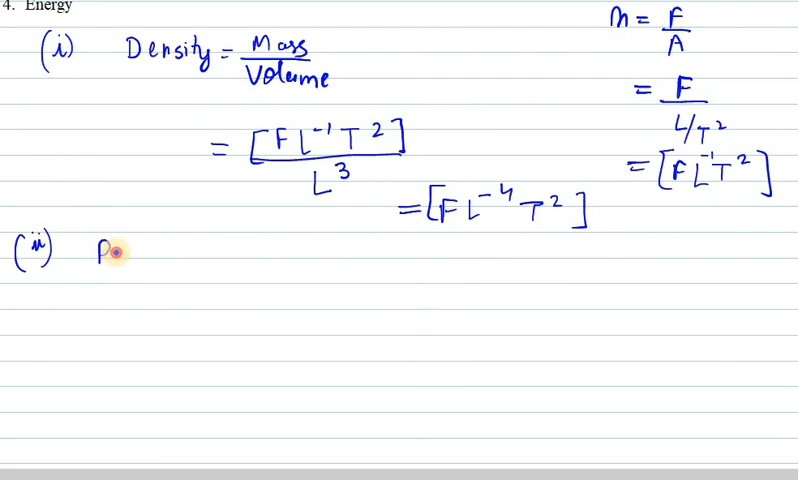 4. Energy
(i) Density = Mass / Volume
= [F L⁻¹ T²] / L³
= [F L⁻⁴ T²]
(ii) P
m = F / A
= F / L/T²
= [F L⁻¹ T²]